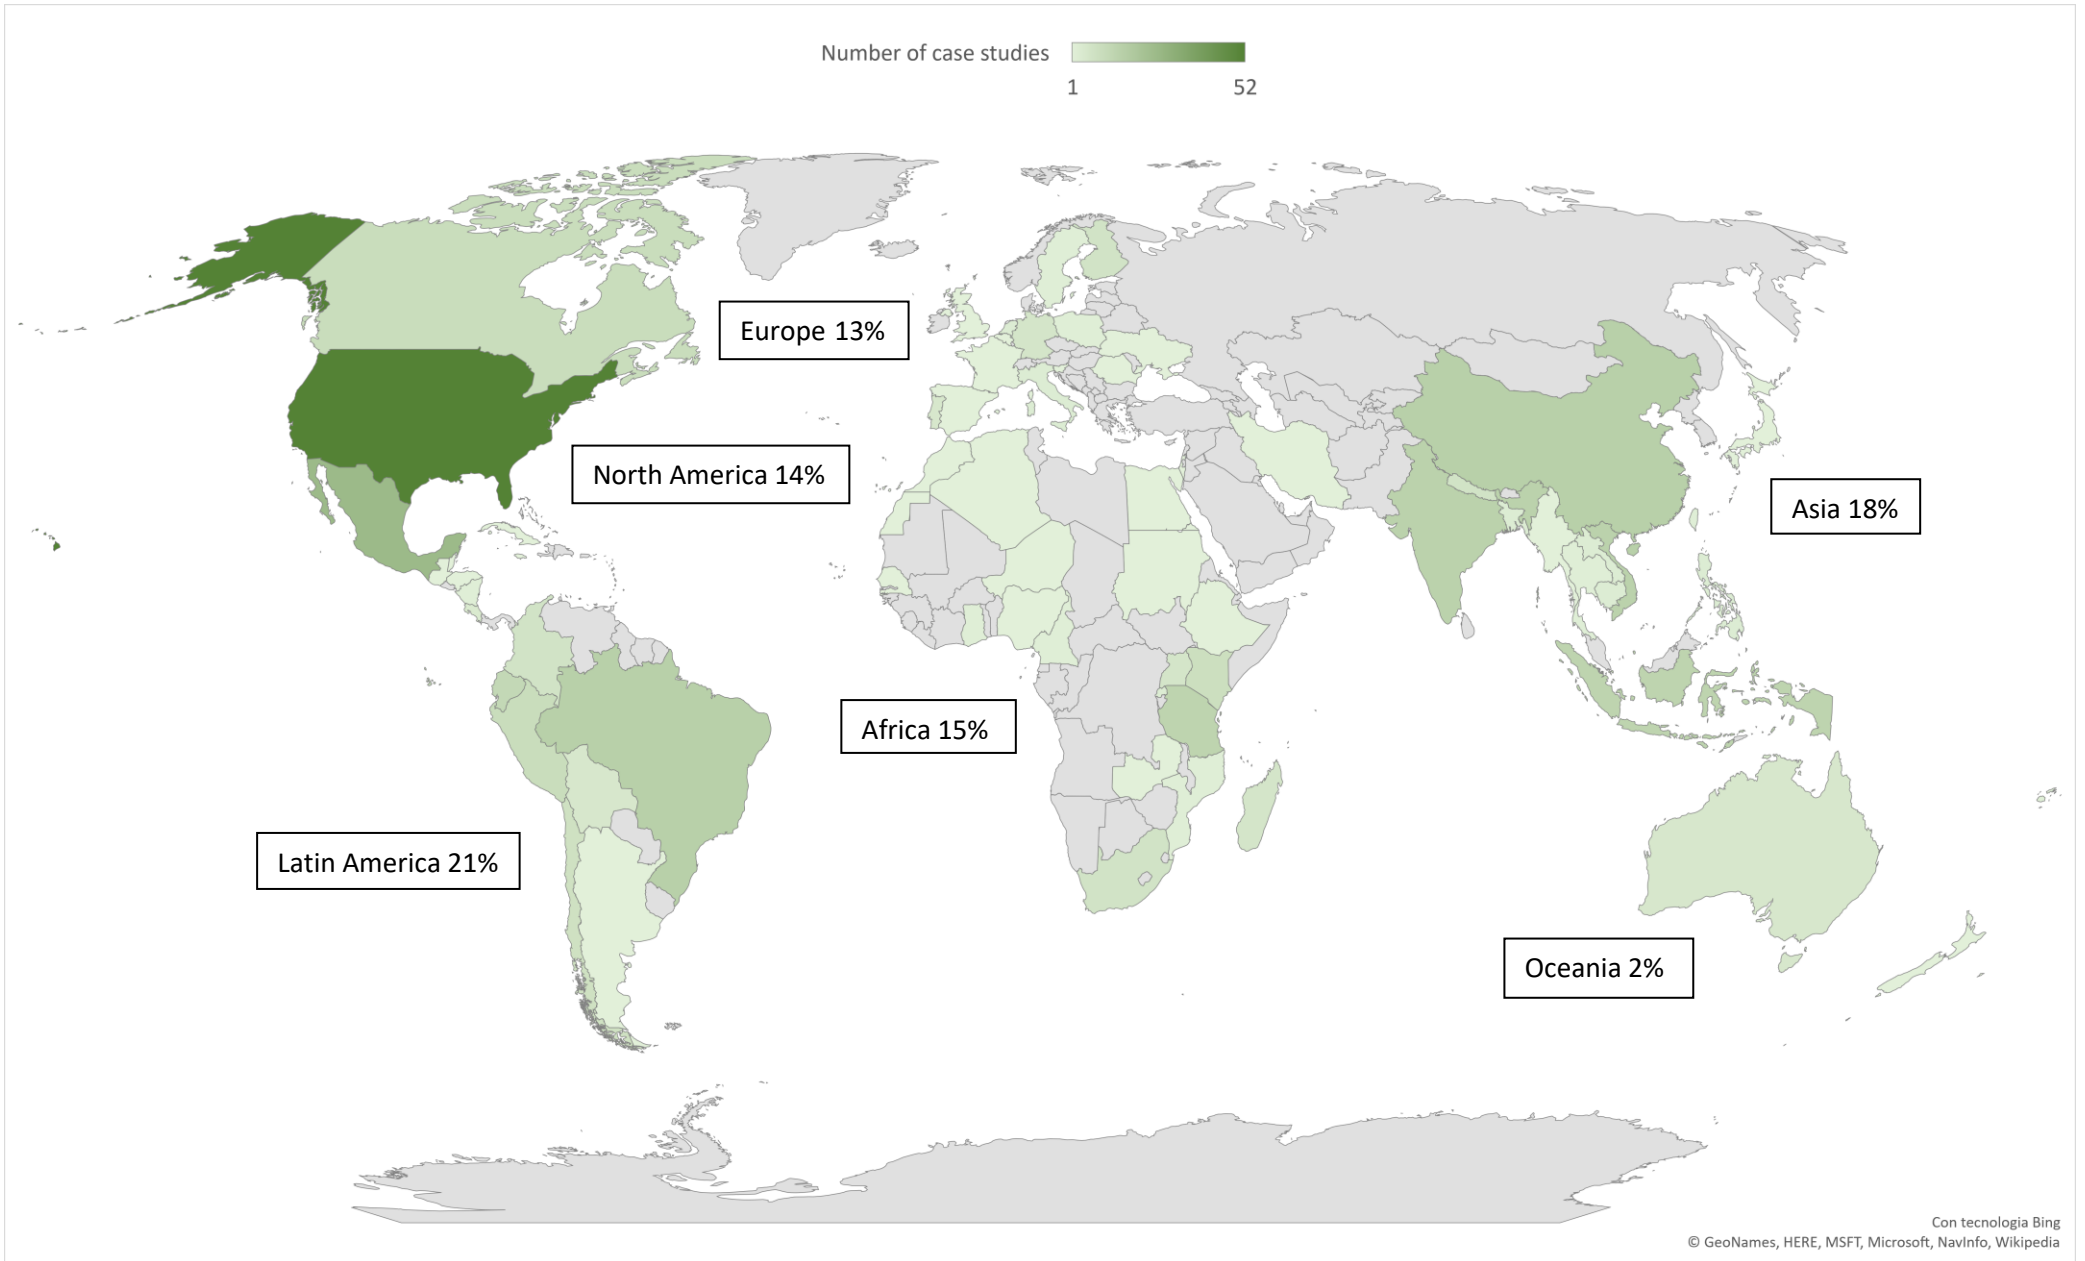 Number of case studies
1 52
Europe 13%
North America 14%
Asia 18%
Africa 15%
Latin America 21%
Oceania 2%
Con tecnologia Bing
© GeoNames, HERE, MSFT, Microsoft, NavInfo, Wikipedia